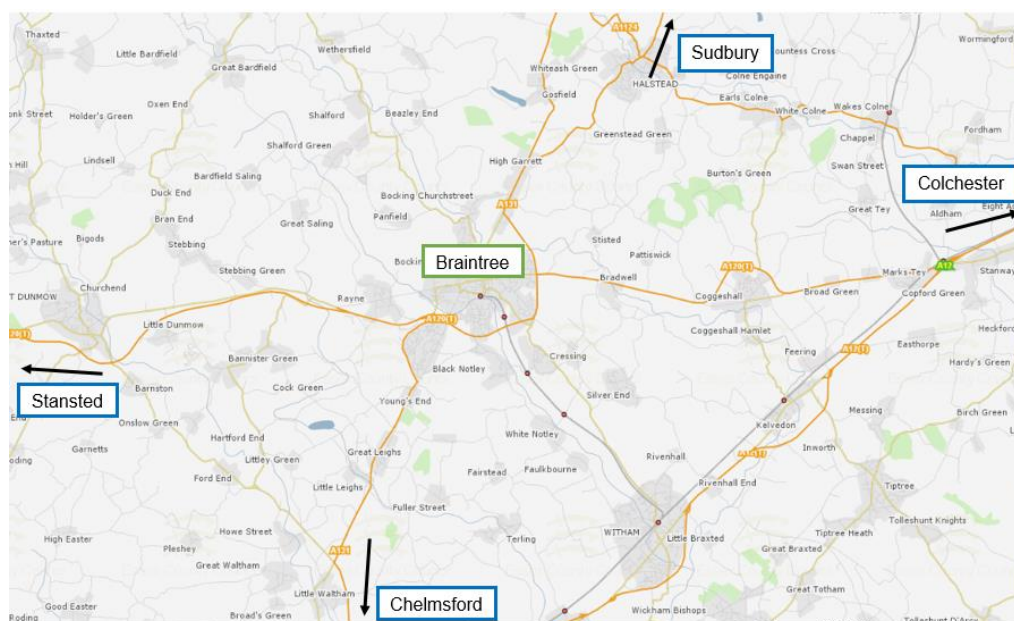 Thaxted
Little Bardfield
Wethersfield
A1124
Sudbury
Countess Cross
Wormingford
Great Bardfield
Whiteash Green
HALSTEAD
Colne Engaine
Gosfield
Earls Colne
Oxen End
Monk Street
Holder's Green
Shalford
Beazley End
White Colne
Wakes Colne
Greenstead Green
Fordham
Chappel
Shalford Green
Lindsell
High Garrett
Swan Street
Bardfield Saling
Burton's Green
Duck End
Bocking Churchstreet
Colchester
A131
Panfield
Great Tey
Aldham
Eight
Bran End
Great Saling
Bigods
Stebbing
Stisted
Pattiswick
Braintree
Stebbing Green
Bradwell
A120(T)
Marks Tey
A12
Stanway
Churchend
Rayne
Coggeshall
Broad Green
Copford Green
DUNMOW
Little Dunmow
A120(T)
Coggeshall Hamlet
Bannister Green
Cressing
Feering
A12(T)
Easthorpe
Black Notley
Hardy's Green
Barnston
Cock Green
Stansted
Young's End
Silver End
Messing
Birch Green
Onslow Green
Kelvedon
Hartford End
White Notley
Inworth
Garnetts
Great Leighs
Rivenhall
Littley Green
Fairstead
Faulkbourne
Ford End
Little Leighs
Rivenhall End
Tiptree
Fuller Street
Tolleshunt Knights
Howe Street
WITHAM
High Easter
Terling
Little Braxted
Tiptree Heath
Pleshey
A131
Great Braxted
Great Waltham
Little Waltham
Chelmsford
Great Totham
Good Easter
Broad's Green
Wickham Bishops
Roding
Tolleshunt D'Arcy